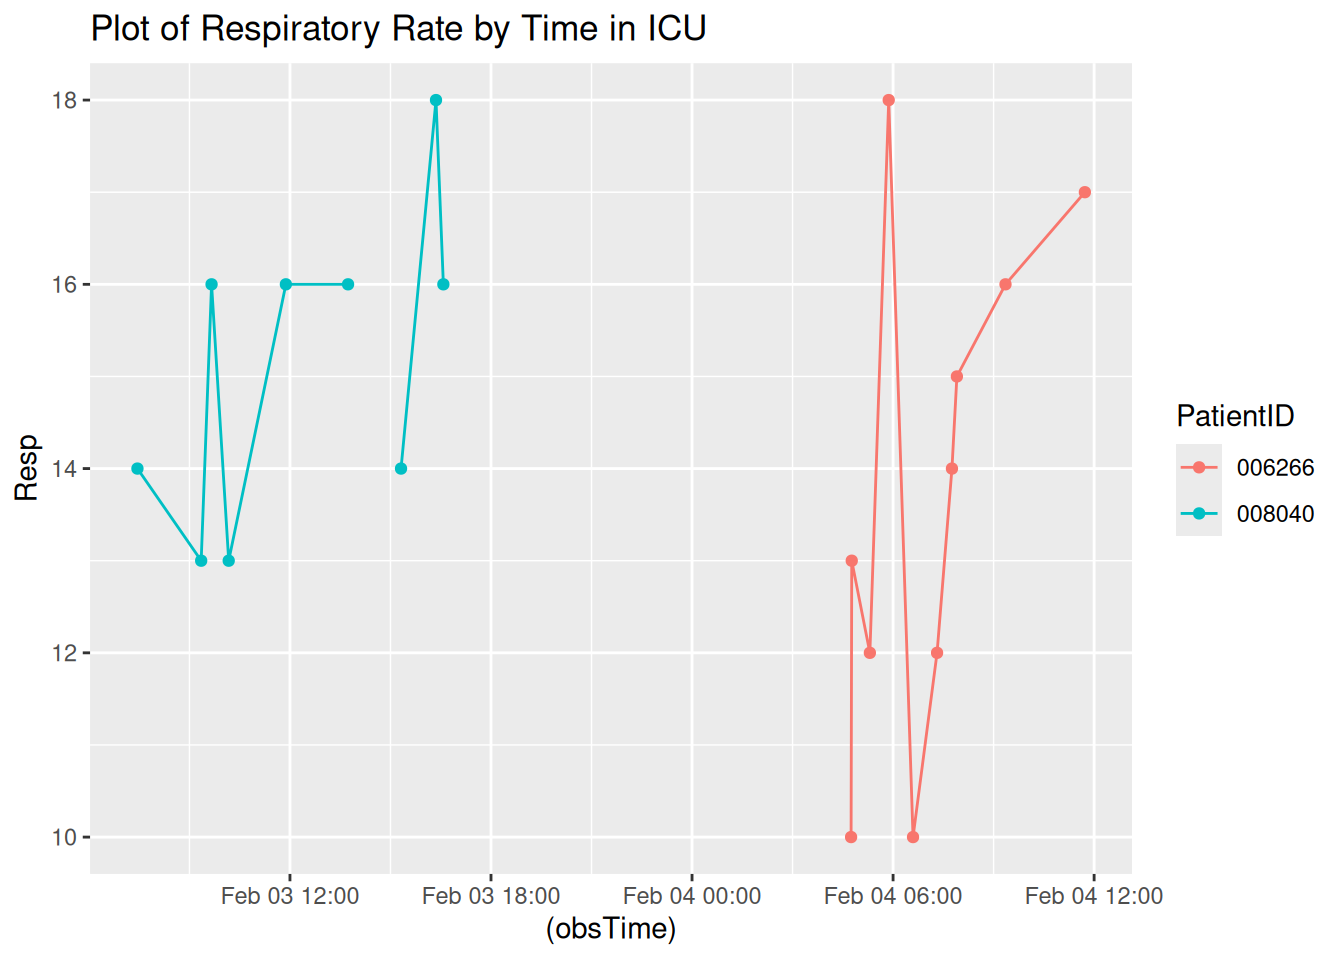 Plot of Respiratory Rate by Time in ICU
18
16
14
12
10
Resp
Feb 03 12:00
Feb 03 18:00
Feb 04 00:00
Feb 04 06:00
Feb 04 12:00
(obsTime)
PatientID
006266
008040